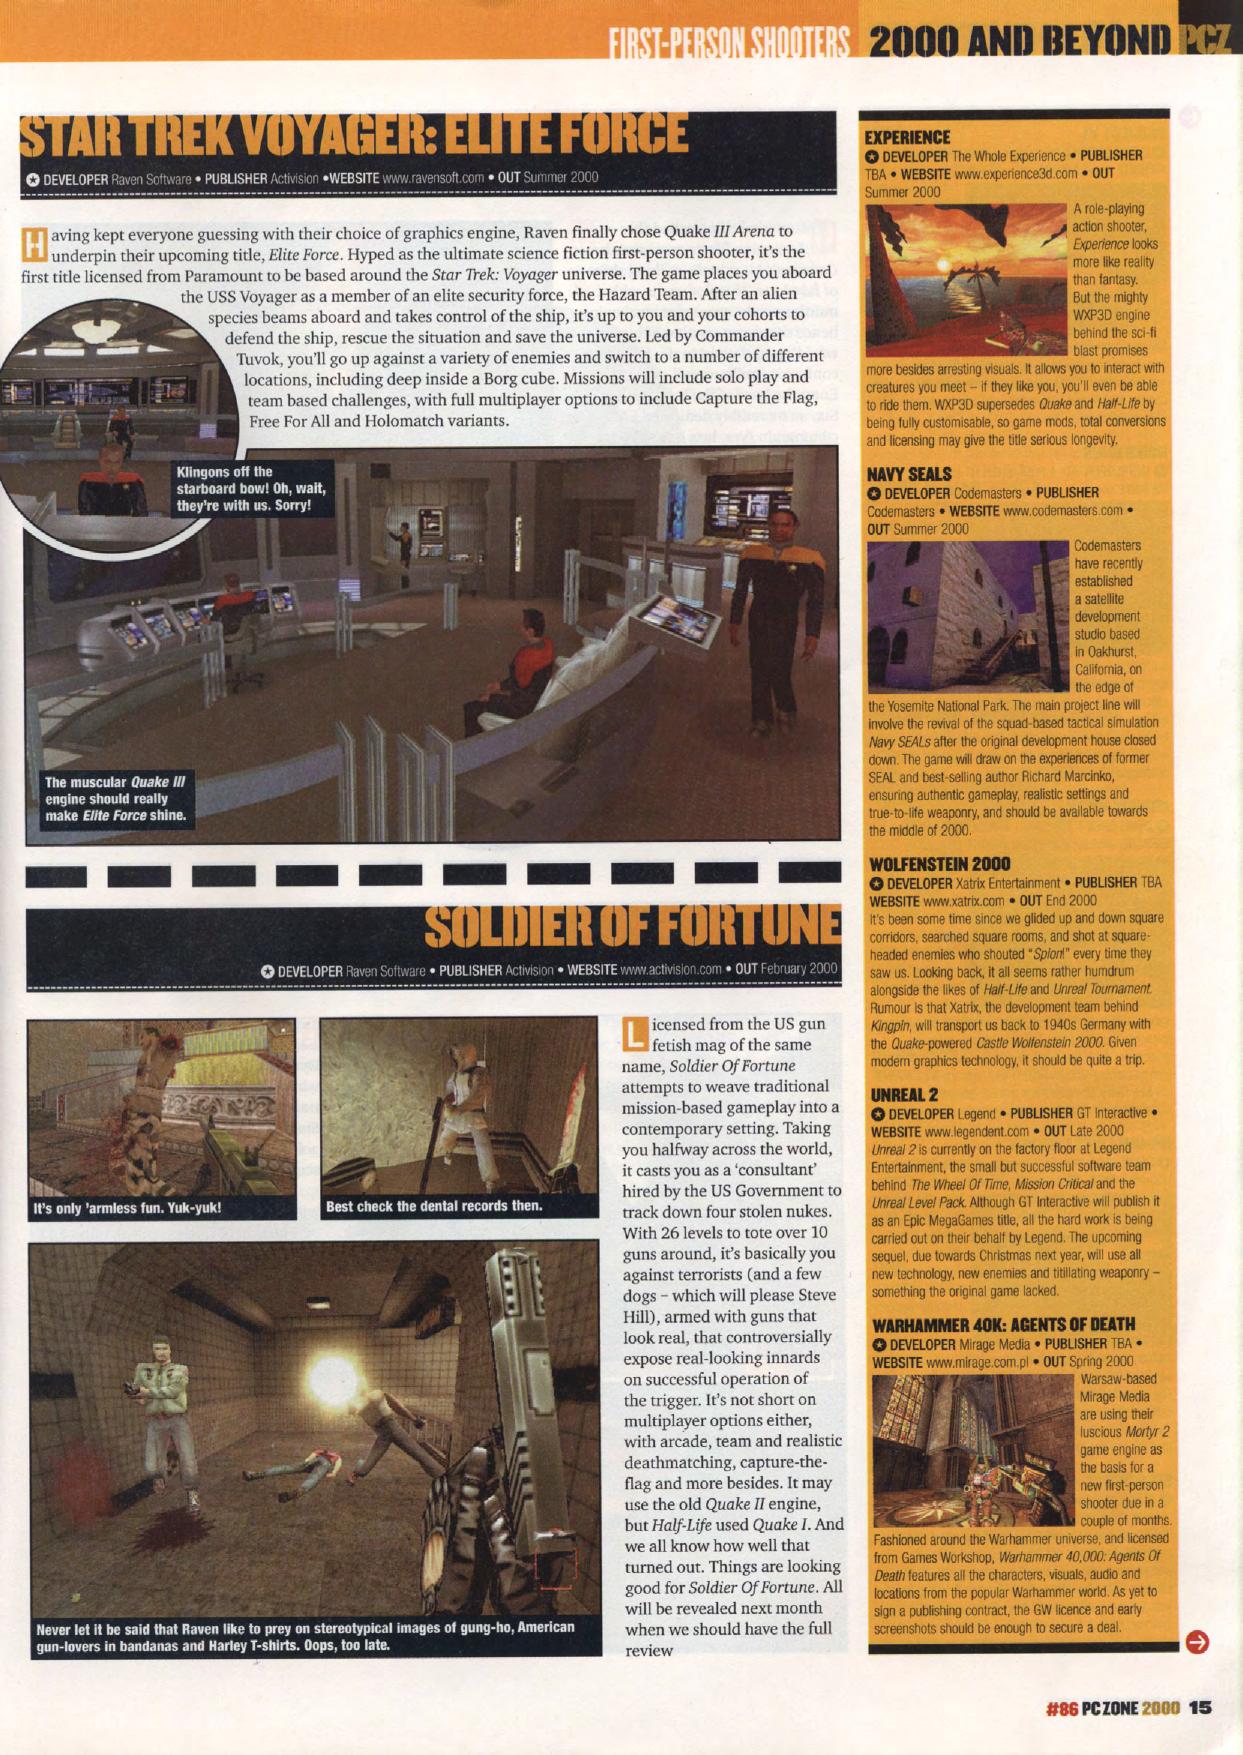 FIRST-PERSON SHOOTERS 2000 AND BEYOND PCZ
STAR TREK VOYAGER: ELITE FORCE
DEVELOPER Raven Software • PUBLISHER Activision •WEBSITE www.ravensoft.com • OUT Summer 2000
Having kept everyone guessing with their choice of graphics engine, Raven finally chose Quake III Arena to
underpin their upcoming title, Elite Force. Hyped as the ultimate science fiction first-person shooter, it's the
first title licensed from Paramount to be based around the Star Trek: Voyager universe. The game places you aboard
the USS Voyager as a member of an elite security force, the Hazard Team. After an alien
species beams aboard and takes control of the ship, it's up to you and your cohorts to
defend the ship, rescue the situation and save the universe. Led by Commander
Tuvok, you'll go up against a variety of enemies and switch to a number of different
locations, including deep inside a Borg cube. Missions will include solo play and
team based challenges, with full multiplayer options to include Capture the Flag,
Free For All and Holomatch variants.
Klingons off the
starboard bow! Oh, wait,
they're with us. Sorry!
The muscular Quake III
engine should really
make Elite Force shine.
SOLDIER OF FORTUNE
DEVELOPER Raven Software • PUBLISHER Activision • WEBSITE www.activision.com • OUT February 2000
It's only 'armless fun. Yuk-yuk!
Best check the dental records then.
Never let it be said that Raven like to prey on stereotypical images of gung-ho, American
gun-lovers in bandanas and Harley T-shirts. Oops, too late.
Licensed from the US gun
fetish mag of the same
name, Soldier Of Fortune
attempts to weave traditional
mission-based gameplay into a
contemporary setting. Taking
you halfway across the world,
it casts you as a 'consultant'
hired by the US Government to
track down four stolen nukes.
With 26 levels to tote over 10
guns around, it's basically you
against terrorists (and a few
dogs – which will please Steve
Hill), armed with guns that
look real, that controversially
expose real-looking innards
on successful operation of
the trigger. It's not short on
multiplayer options either,
with arcade, team and realistic
deathmatching, capture-the-
flag and more besides. It may
use the old Quake II engine,
but Half-Life used Quake I. And
we all know how well that
turned out. Things are looking
good for Soldier Of Fortune. All
will be revealed next month
when we should have the full
review
EXPERIENCE
DEVELOPER The Whole Experience • PUBLISHER
TBA • WEBSITE www.experience3d.com • OUT
Summer 2000
A role-playing
action shooter,
Experience looks
more like reality
than fantasy.
But the mighty
WXP3D engine
behind the sci-fi
blast promises
more besides arresting visuals. It allows you to interact with
creatures you meet – if they like you, you'll even be able
to ride them. WXP3D supersedes Quake and Half-Life by
being fully customisable, so game mods, total conversions
and licensing may give the title serious longevity.
NAVY SEALS
DEVELOPER Codemasters • PUBLISHER
Codemasters • WEBSITE www.codemasters.com •
OUT Summer 2000
Codemasters
have recently
established
a satellite
development
studio based
in Oakhurst,
California, on
the edge of
the Yosemite National Park. The main project line will
involve the revival of the squad-based tactical simulation
Navy SEALs after the original development house closed
down. The game will draw on the experiences of former
SEAL and best-selling author Richard Marcinko,
ensuring authentic gameplay, realistic settings and
true-to-life weaponry, and should be available towards
the middle of 2000.
WOLFENSTEIN 2000
DEVELOPER Xatrix Entertainment • PUBLISHER TBA
WEBSITE www.xatrix.com • OUT End 2000
It's been some time since we glided up and down square
corridors, searched square rooms, and shot at square-
headed enemies who shouted "Spion!" every time they
saw us. Looking back, it all seems rather humdrum
alongside the likes of Half-Life and Unreal Tournament.
Rumour is that Xatrix, the development team behind
Kingpin, will transport us back to 1940s Germany with
the Quake-powered Castle Wolfenstein 2000. Given
modern graphics technology, it should be quite a trip.
UNREAL 2
DEVELOPER Legend • PUBLISHER GT Interactive •
WEBSITE www.legendent.com • OUT Late 2000
Unreal 2 is currently on the factory floor at Legend
Entertainment, the small but successful software team
behind The Wheel Of Time, Mission Critical and the
Unreal Level Pack. Although GT Interactive will publish it
as an Epic MegaGames title, all the hard work is being
carried out on their behalf by Legend. The upcoming
sequel, due towards Christmas next year, will use all
new technology, new enemies and titillating weaponry –
something the original game lacked.
WARHAMMER 40K: AGENTS OF DEATH
DEVELOPER Mirage Media • PUBLISHER TBA •
WEBSITE www.mirage.com.pl • OUT Spring 2000
Warsaw-based
Mirage Media
are using their
luscious Mortyr 2
game engine as
the basis for a
new first-person
shooter due in a
couple of months.
Fashioned around the Warhammer universe, and licensed
from Games Workshop, Warhammer 40,000: Agents Of
Death features all the characters, visuals, audio and
locations from the popular Warhammer world. As yet to
sign a publishing contract, the GW licence and early
screenshots should be enough to secure a deal.
#86 PC ZONE 2000 15